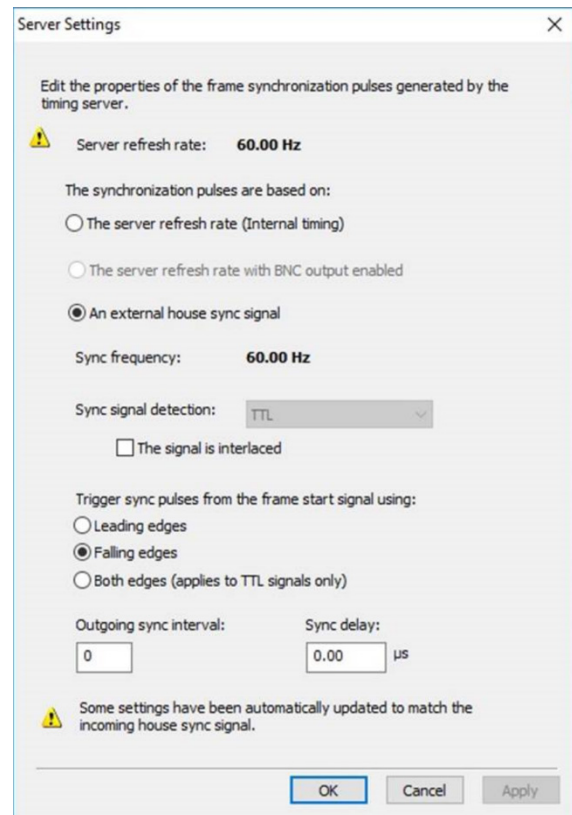 Server Settings
Edit the properties of the frame synchronization pulses generated by the
timing server.
Server refresh rate: 60.00 Hz
The synchronization pulses are based on:
The server refresh rate (Internal timing)
The server refresh rate with BNC output enabled
An external house sync signal
Sync frequency: 60.00 Hz
Sync signal detection: TTL
The signal is interlaced
Trigger sync pulses from the frame start signal using:
Leading edges
Falling edges
Both edges (applies to TTL signals only)
Outgoing sync interval: Sync delay:
0 0.00 µs
Some settings have been automatically updated to match the
incoming house sync signal.
OK Cancel Apply